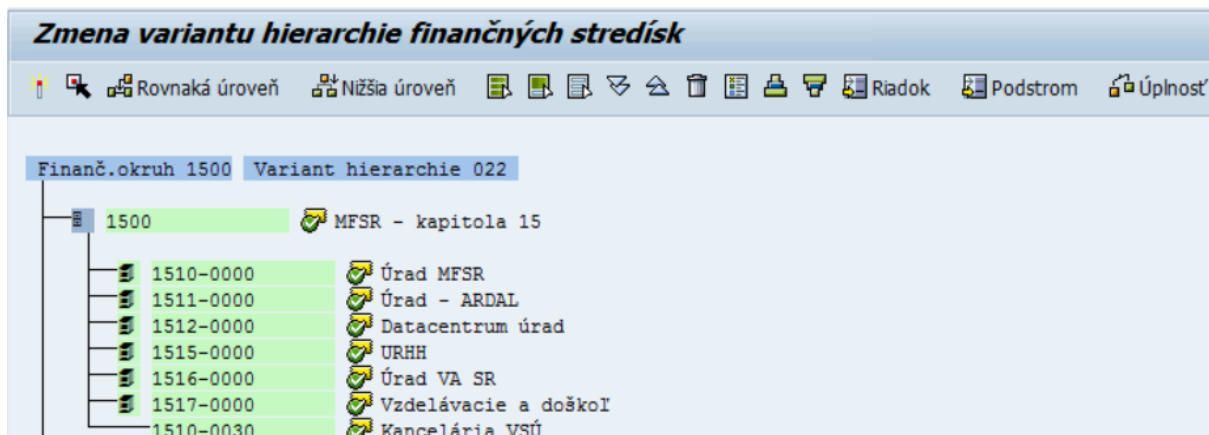 Zmena variantu hierarchie finančných stredísk
Rovnaká úroveň Nižšia úroveň Riadok Podstrom Úplnosť
Finanč.okruh 1500 Variant hierarchie 022
1500 MFSR - kapitola 15
1510-0000 Úrad MFSR
1511-0000 Úrad - ARDAL
1512-0000 Datacentrum úrad
1515-0000 URHH
1516-0000 Úrad VA SR
1517-0000 Vzdelávacie a doškoľ
1510-0030 Kancelária VSÚ